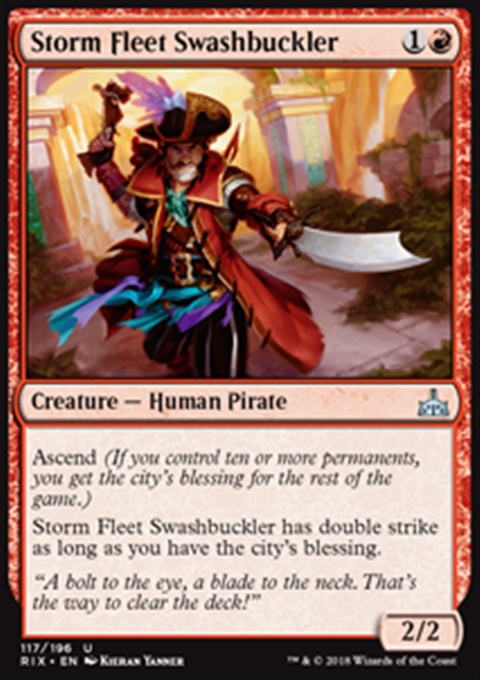 Storm Fleet Swashbuckler 1
Creature — Human Pirate
Ascend (If you control ten or more permanents,
you get the city's blessing for the rest of the
game.)
Storm Fleet Swashbuckler has double strike
as long as you have the city's blessing.
"A bolt to the eye, a blade to the neck. That's
the way to clear the deck!"
2/2
117/196 U
RIX • EN Kieran Yanner
™ & © 2018 Wizards of the Coast